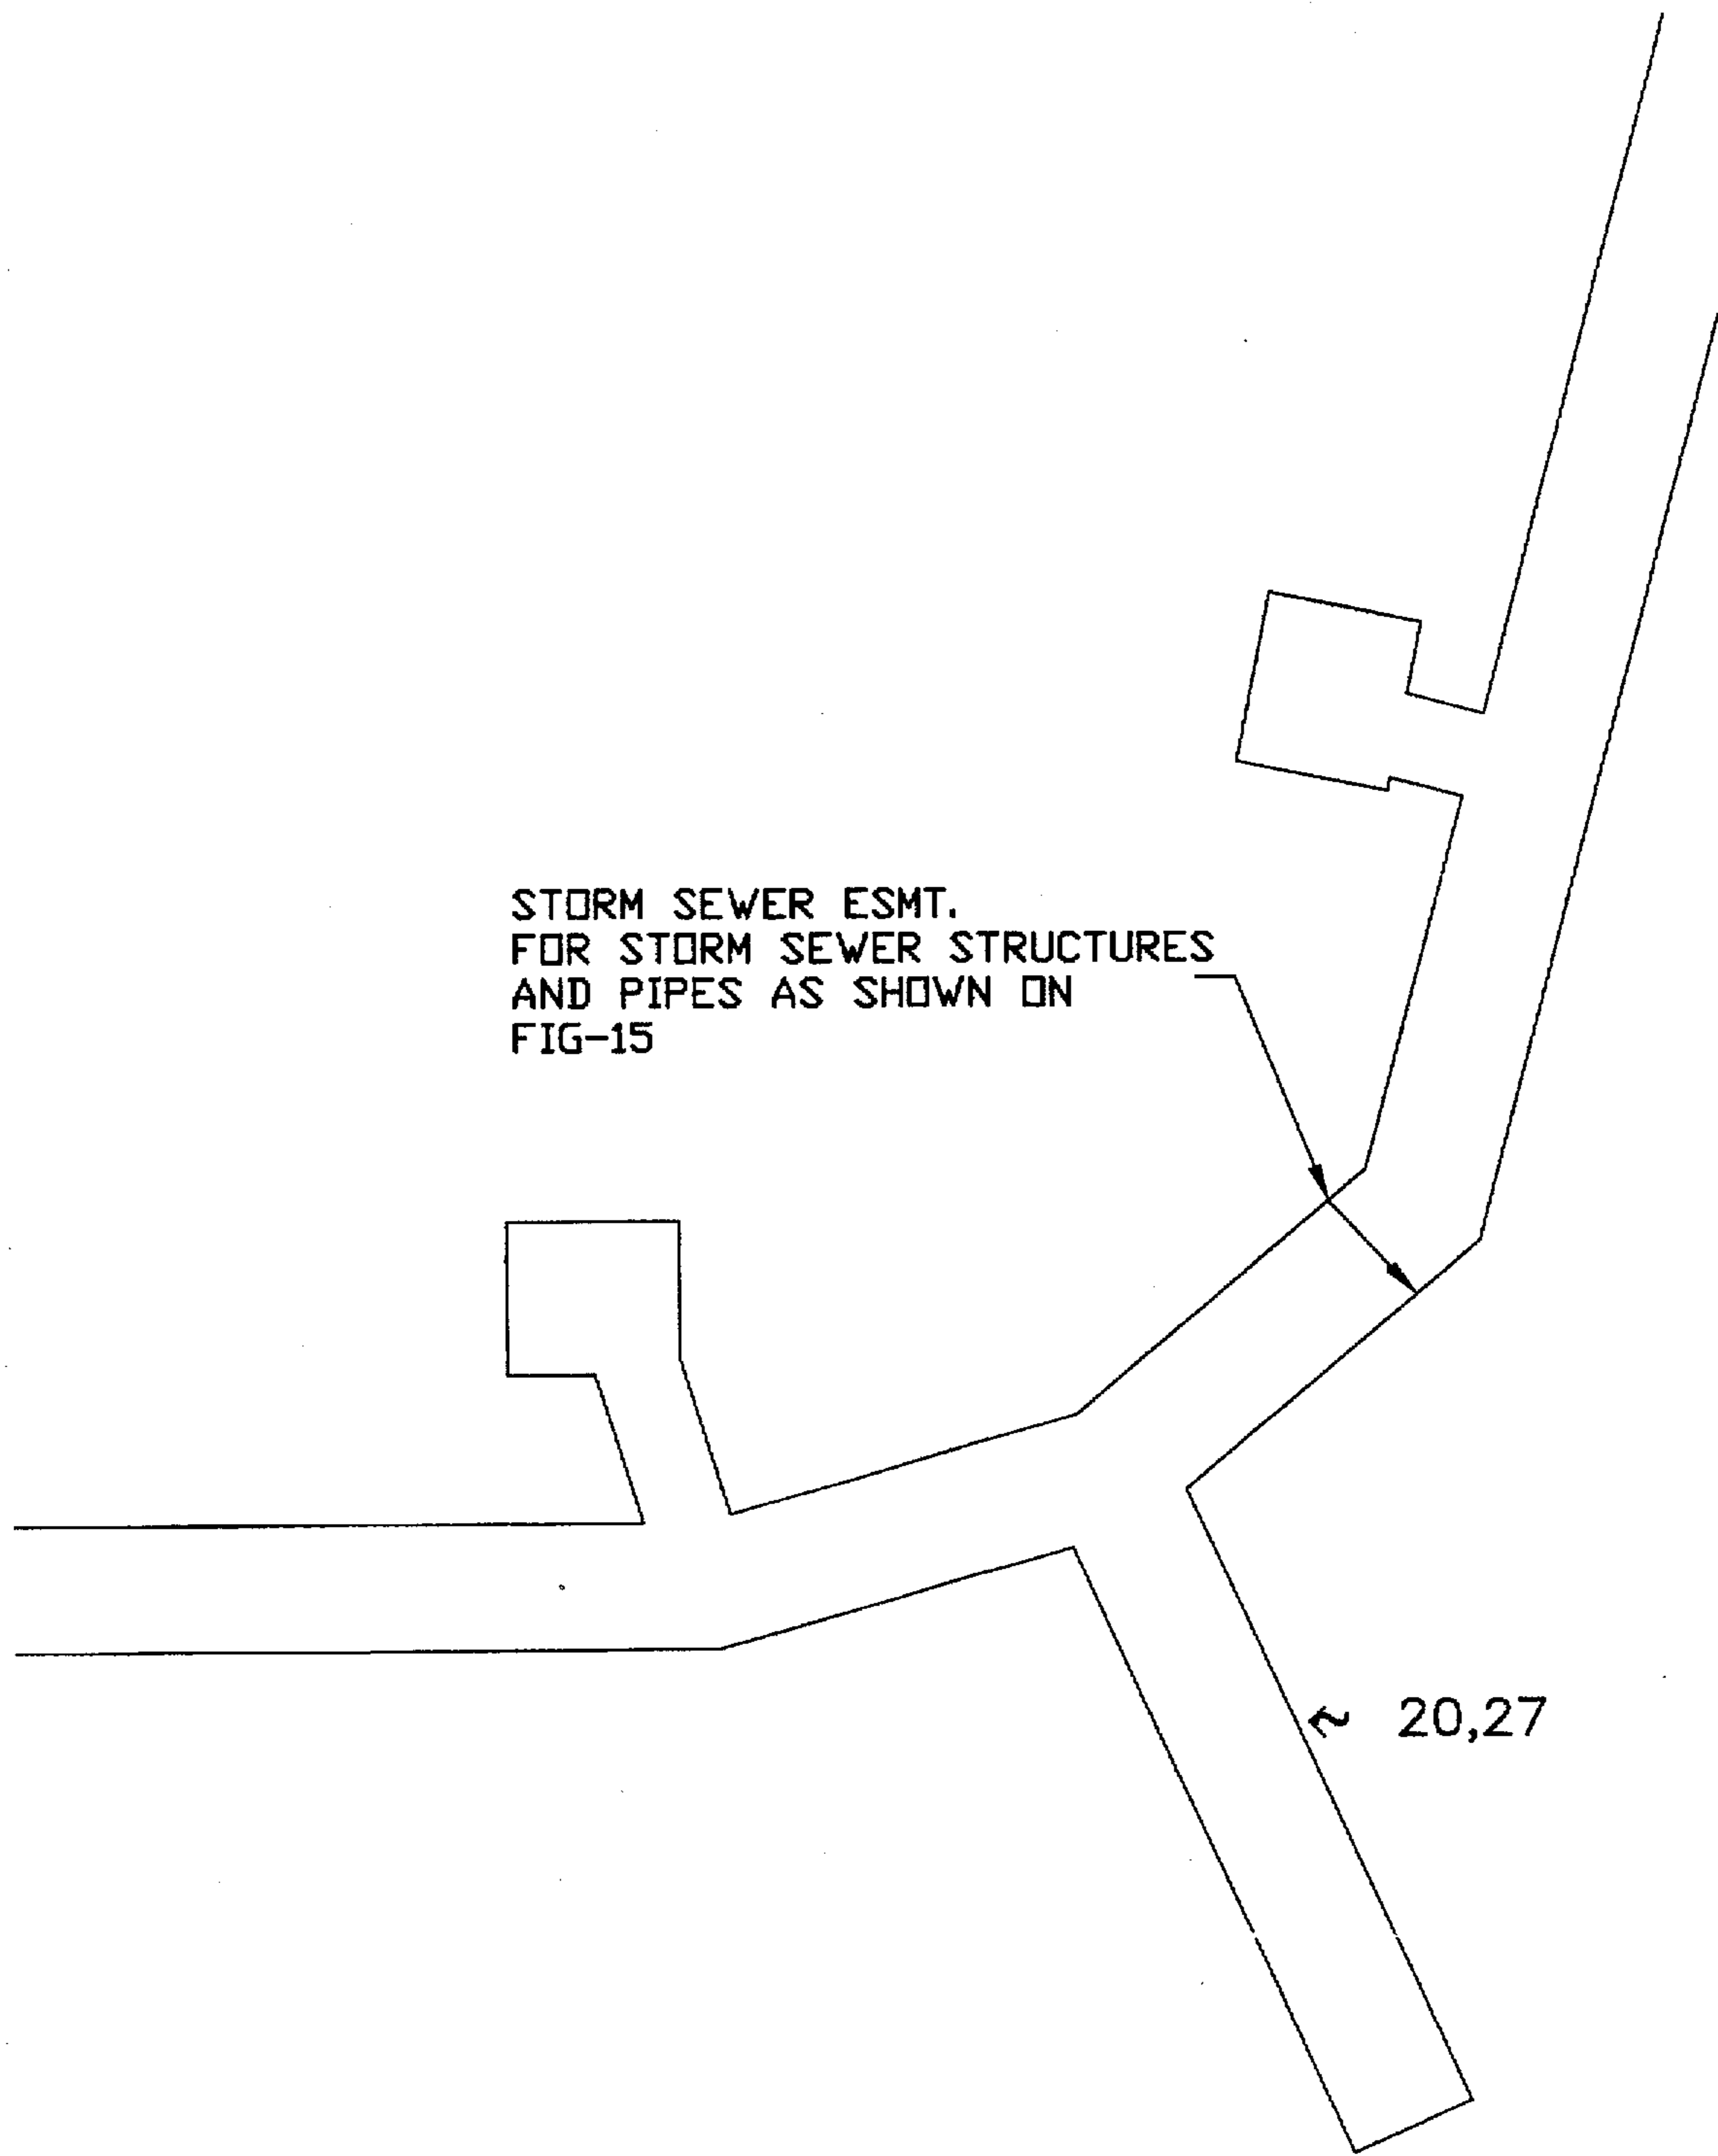 STORM SEWER ESMT.
FOR STORM SEWER STRUCTURES
AND PIPES AS SHOWN ON
FIG-15
20,27